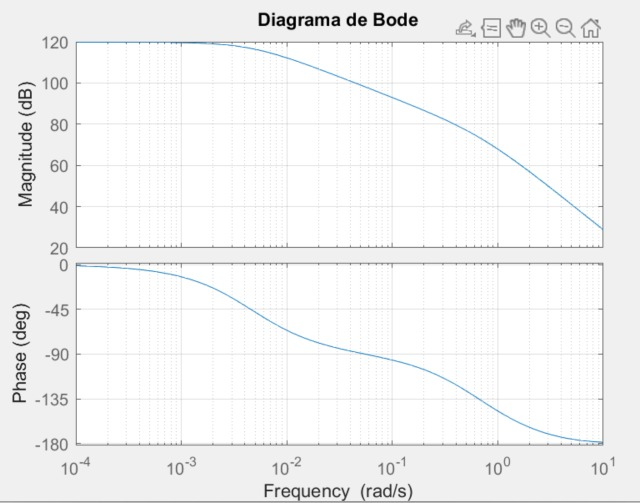 Diagrama de Bode
Magnitude (dB)
120
100
80
60
40
20
Phase (deg)
0
-45
-90
-135
-180
10^-4 10^-3 10^-2 10^-1 10^0 10^1
Frequency (rad/s)